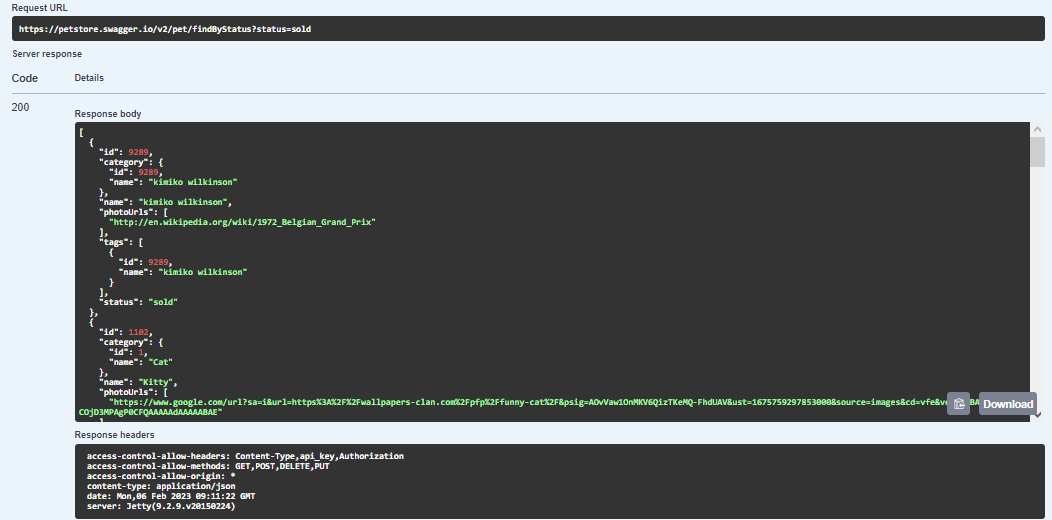 Request URL
https://petstore.swagger.io/v2/pet/findByStatus?status=sold
Server response
Code Details
200
Response body
[
{
"id": 9289,
"category": {
"id": 9289,
"name": "kimiko wilkinson"
},
"name": "kimiko wilkinson",
"photoUrls": [
"http://en.wikipedia.org/wiki/1972_Belgian_Grand_Prix"
],
"tags": [
{
"id": 9289,
"name": "kimiko wilkinson"
}
],
"status": "sold"
},
{
"id": 1102,
"category": {
"id": 1,
"name": "Cat"
},
"name": "Kitty",
"photoUrls": [
"https://www.google.com/url?sa=i&url=https%3A%2F%2Fwallpapers-clan.com%2Fpfp%2Ffunny-cat%2F&psig=AOvVaw1OnMKV6QizTKeMQ-FhdUAV&ust=1675759297853000&source=images&cd=vfe&v
COjD3MPAgP0CFQAAAAAdAAAAABAE"
Download
Response headers
access-control-allow-headers: Content-Type,api_key,Authorization
access-control-allow-methods: GET,POST,DELETE,PUT
access-control-allow-origin: *
content-type: application/json
date: Mon,06 Feb 2023 09:11:22 GMT
server: Jetty(9.2.9.v20150224)